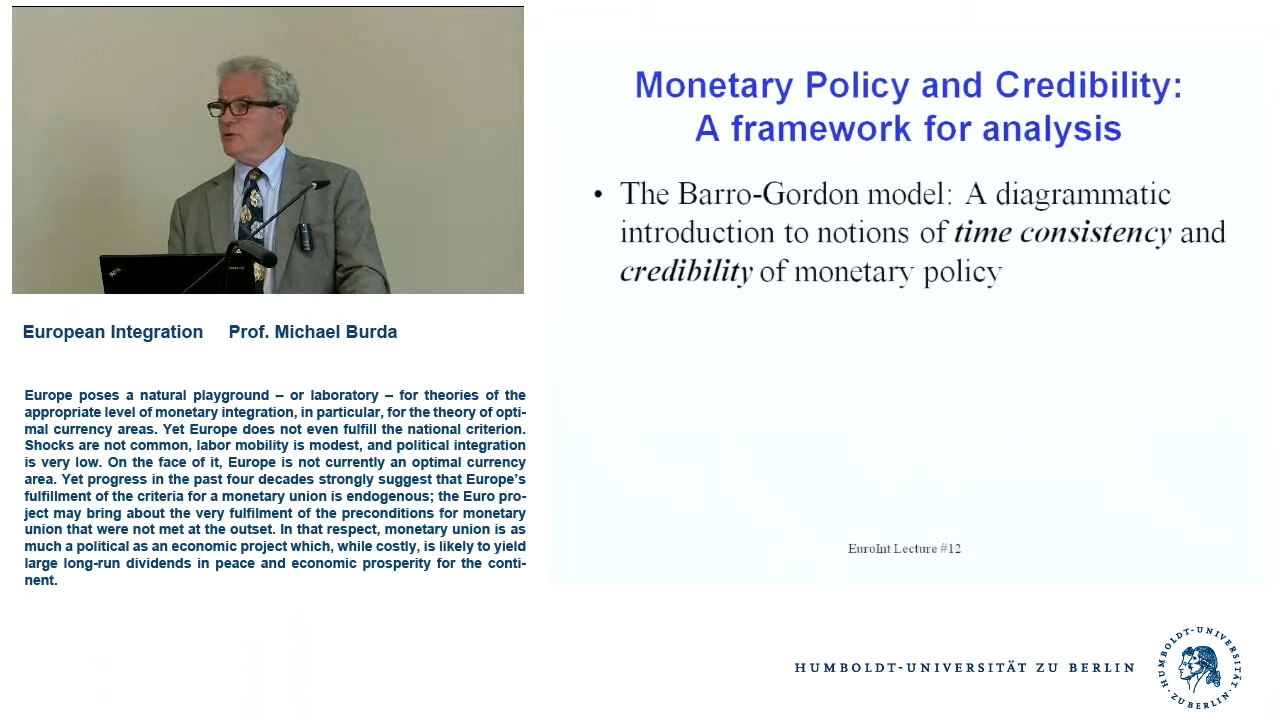 Monetary Policy and Credibility:
A framework for analysis
• The Barro-Gordon model: A diagrammatic
introduction to notions of time consistency and
credibility of monetary policy
EuroInt Lecture #12
European Integration Prof. Michael Burda
Europe poses a natural playground – or laboratory – for theories of the
appropriate level of monetary integration, in particular, for the theory of opti-
mal currency areas. Yet Europe does not even fulfill the national criterion.
Shocks are not common, labor mobility is modest, and political integration
is very low. On the face of it, Europe is not currently an optimal currency
area. Yet progress in the past four decades strongly suggest that Europe's
fulfillment of the criteria for a monetary union is endogenous; the Euro pro-
ject may bring about the very fulfilment of the preconditions for monetary
union that were not met at the outset. In that respect, monetary union is as
much a political as an economic project which, while costly, is likely to yield
large long-run dividends in peace and economic prosperity for the conti-
nent.
HUMBOLDT-UNIVERSITÄT ZU BERLIN
HUMBOLDT-UNIVERSITÄT
ZU BERLIN